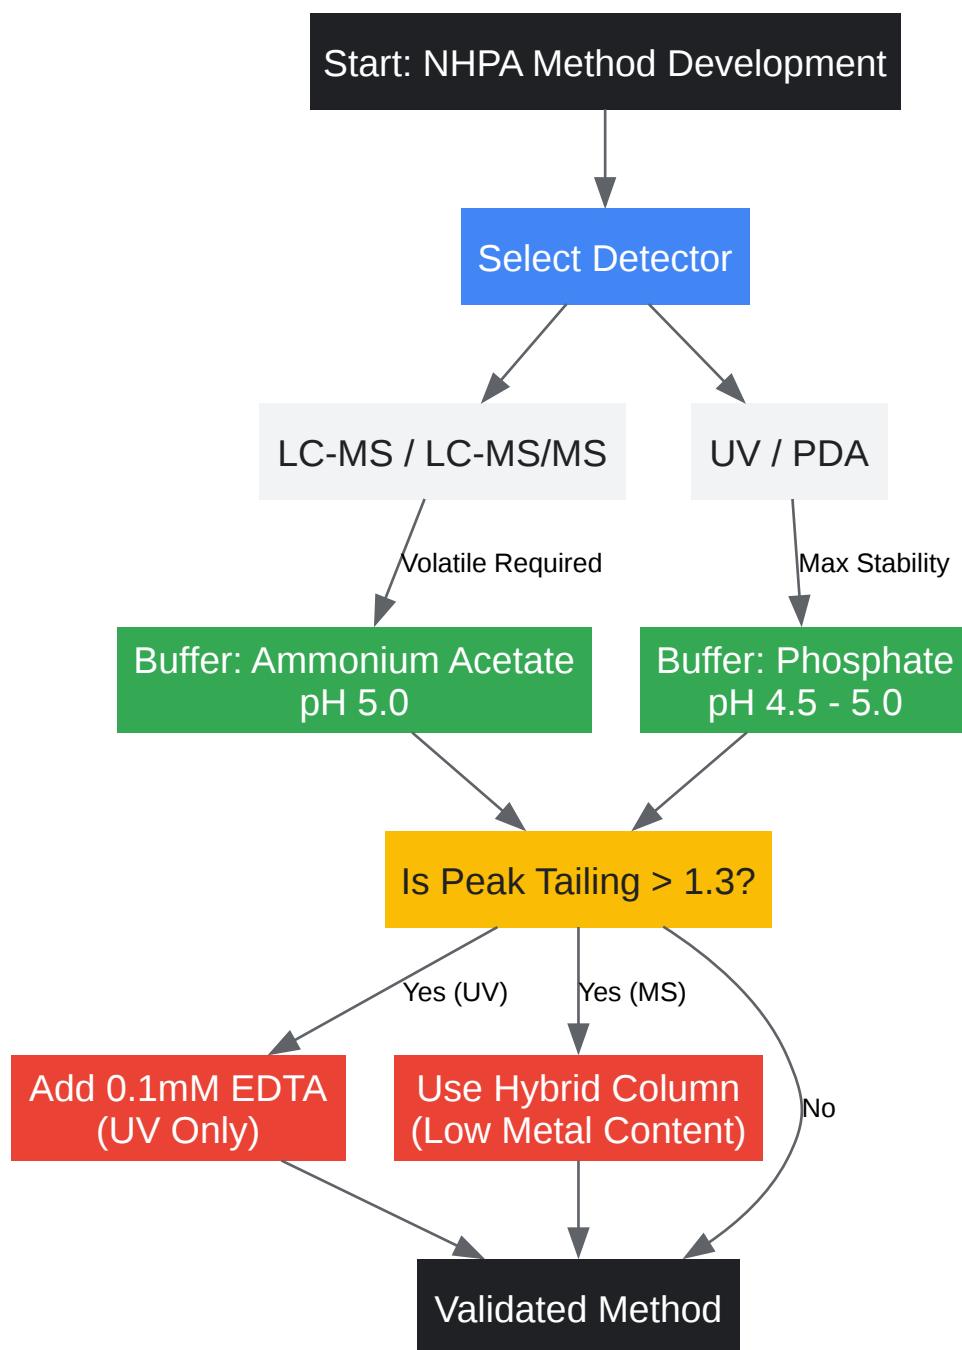 Start: NHPA Method Development
Select Detector
LC-MS / LC-MS/MS
UV / PDA
Volatile Required
Max Stability
Buffer: Ammonium Acetate
pH 5.0
Buffer: Phosphate
pH 4.5 - 5.0
Is Peak Tailing > 1.3?
Yes (UV)
Yes (MS)
No
Add 0.1mM EDTA
(UV Only)
Use Hybrid Column
(Low Metal Content)
Validated Method